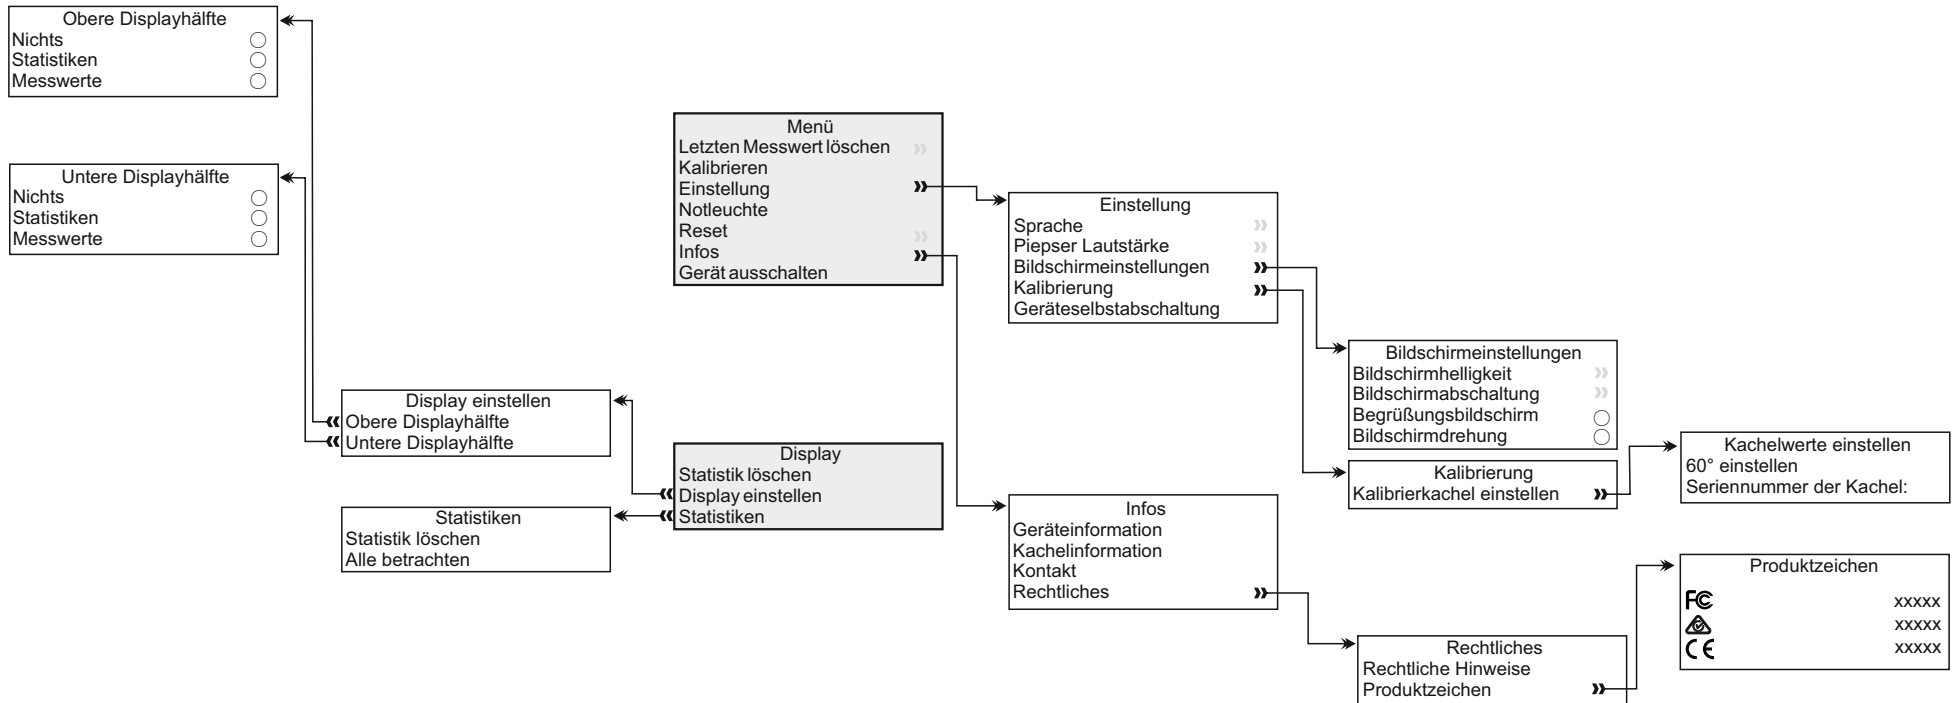 Obere Displayhälfte
Nichts
Statistiken
Messwerte
Untere Displayhälfte
Nichts
Statistiken
Messwerte
Menü
Letzten Messwert löschen
Kalibrieren
Einstellung
Notleuchte
Reset
Infos
Gerät ausschalten
Einstellung
Sprache
Piepser Lautstärke
Bildschirmeinstellungen
Kalibrierung
Geräteselbstabschaltung
Bildschirmeinstellungen
Bildschirmhelligkeit
Bildschirmabschaltung
Begrüßungsbildschirm
Bildschirmdrehung
Display einstellen
Obere Displayhälfte
Untere Displayhälfte
Display
Statistik löschen
Display einstellen
Statistiken
Statistiken
Statistik löschen
Alle betrachten
Kalibrierung
Kalibrierkachel einstellen
Kachelwerte einstellen
60° einstellen
Seriennummer der Kachel:
Infos
Geräteinformation
Kachelinformation
Kontakt
Rechtliches
Rechtliches
Rechtliche Hinweise
Produktzeichen
Produktzeichen
FC xxxxx
xxxxx
CE xxxxx